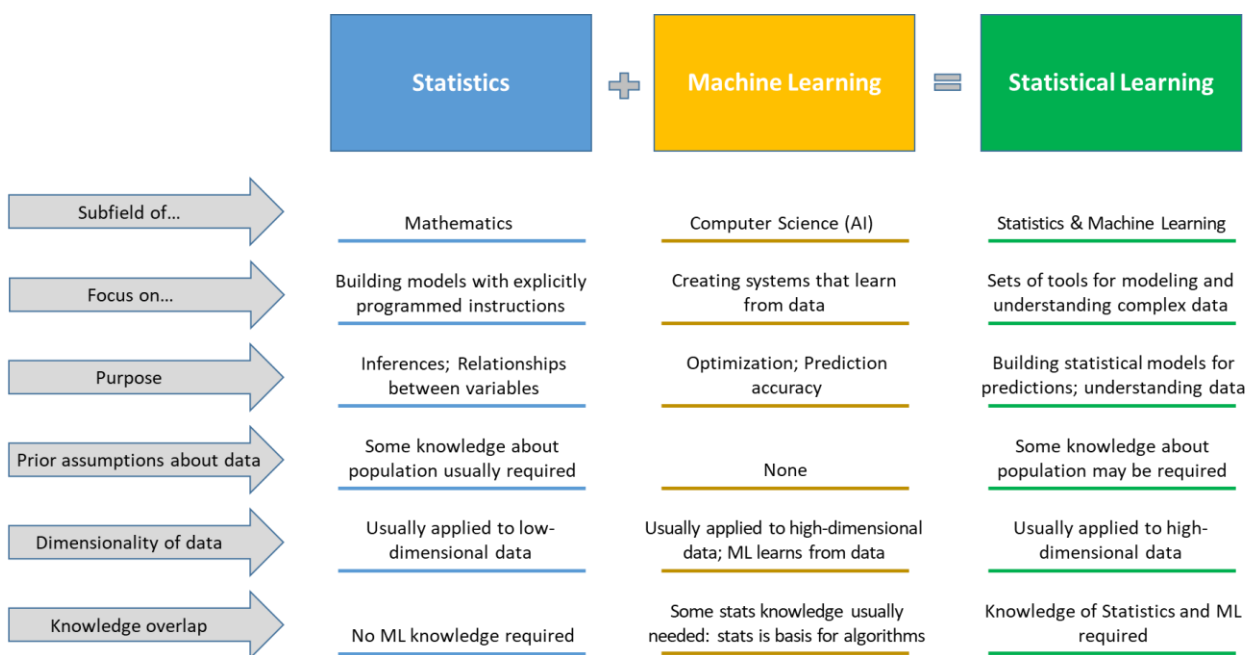 Statistics
Machine Learning
Statistical Learning
Subfield of...
Mathematics
Computer Science (AI)
Statistics & Machine Learning
Focus on...
Building models with explicitly
programmed instructions
Creating systems that learn
from data
Sets of tools for modeling and
understanding complex data
Purpose
Inferences; Relationships
between variables
Optimization; Prediction
accuracy
Building statistical models for
predictions; understanding data
Prior assumptions about data
Some knowledge about
population usually required
None
Some knowledge about
population may be required
Dimensionality of data
Usually applied to low-
dimensional data
Usually applied to high-dimensional
data; ML learns from data
Usually applied to high-
dimensional data
Knowledge overlap
No ML knowledge required
Some stats knowledge usually
needed: stats is basis for algorithms
Knowledge of Statistics and ML
required